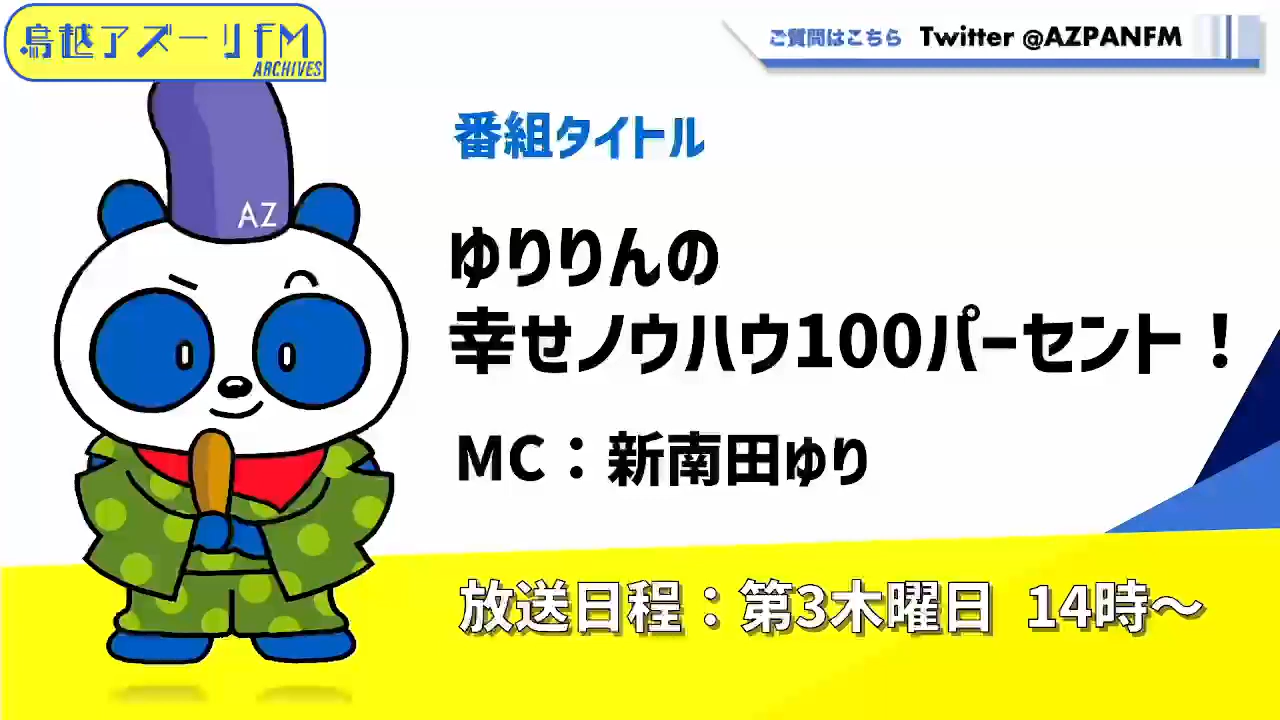 鳥越アズーリFM
ARCHIVES
ご質問はこちら Twitter @AZPANFM
番組タイトル
AZ
ゆりりんの
幸せノウハウ100パーセント！
MC：新南田ゆり
放送日程：第3木曜日 14時～